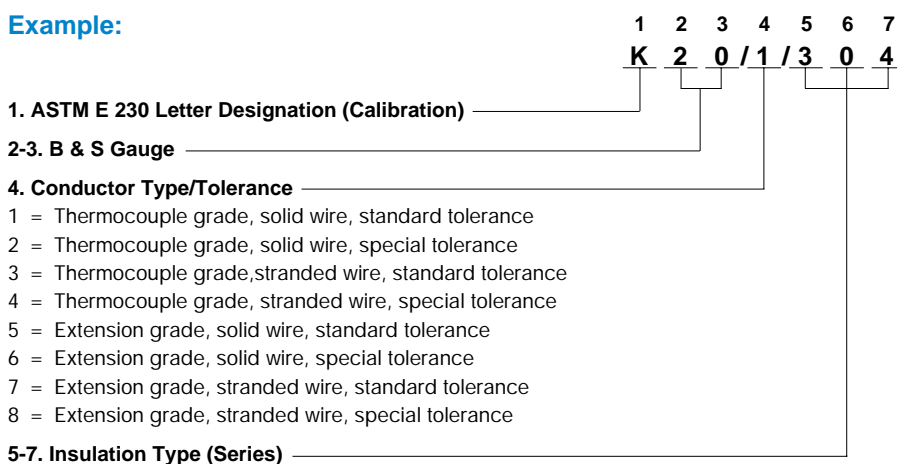 Example:
1 2 3 4 5 6 7
K 2 0 / 1 / 3 0 4
1. ASTM E 230 Letter Designation (Calibration)
2-3. B & S Gauge
4. Conductor Type/Tolerance
1 = Thermocouple grade, solid wire, standard tolerance
2 = Thermocouple grade, solid wire, special tolerance
3 = Thermocouple grade,stranded wire, standard tolerance
4 = Thermocouple grade, stranded wire, special tolerance
5 = Extension grade, solid wire, standard tolerance
6 = Extension grade, solid wire, special tolerance
7 = Extension grade, stranded wire, standard tolerance
8 = Extension grade, stranded wire, special tolerance
5-7. Insulation Type (Series)